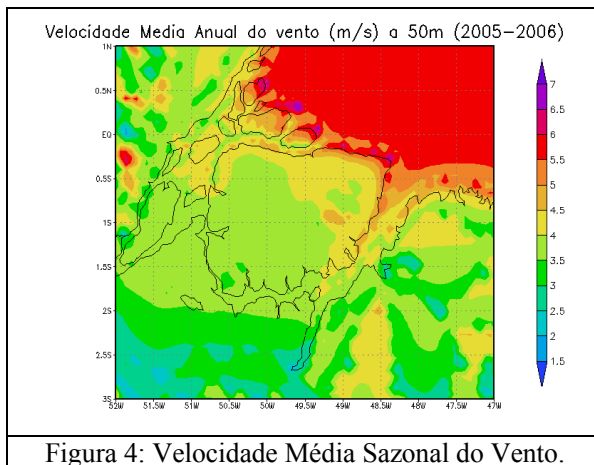 Velocidade Media Anual do vento (m/s) a 50m (2005-2006)
1N
0.5N
EQ
0.5S
1S
1.5S
2S
2.5S
3S
52W 51.5W 51W 50.5W 50W 49.5W 49W 48.5W 48W 47.5W 47W
7
6.5
6
5.5
5
4.5
4
3.5
3
2.5
2
1.5
Figura 4: Velocidade Média Sazonal do Vento.